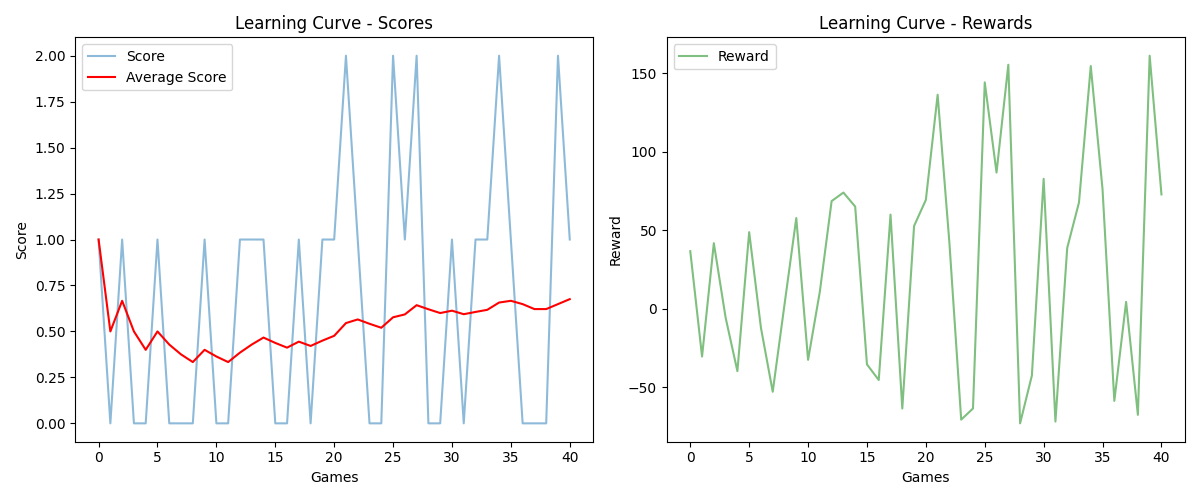 Learning Curve - Scores
Score
Average Score
2.00
1.75
1.50
1.25
1.00
0.75
0.50
0.25
0.00
Score
0 5 10 15 20 25 30 35 40
Games
Learning Curve - Rewards
Reward
150
100
50
0
−50
Reward
0 5 10 15 20 25 30 35 40
Games